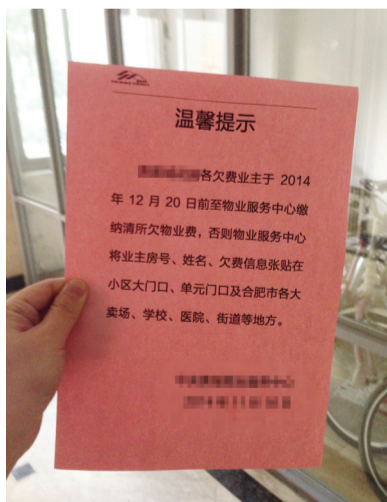 温馨提示
各欠费业主于 2014
年 12 月 20 日前至物业服务中心缴
纳清所欠物业费，否则物业服务中心
将业主房号、姓名、欠费信息张贴在
小区大门口、单元门口及合肥市各大
卖场、学校、医院、街道等地方。